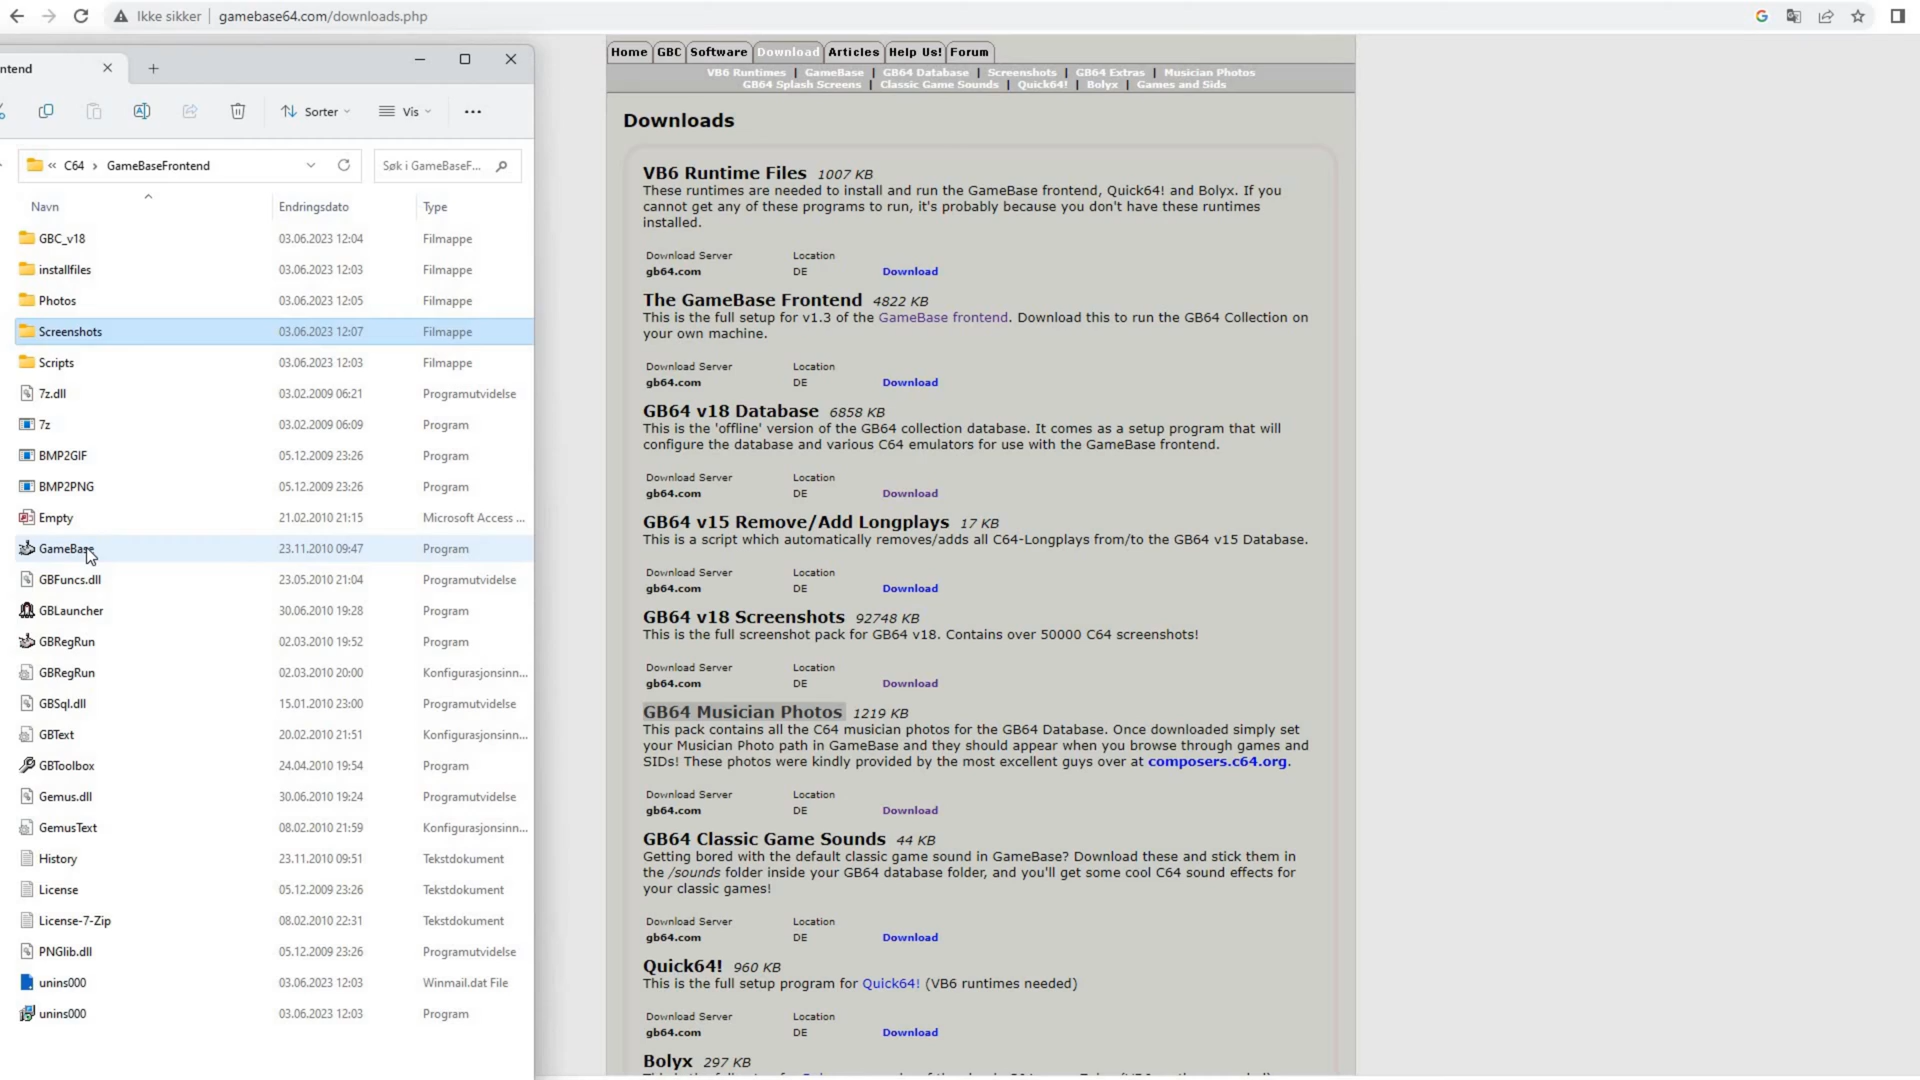 Ikke sikker | gamebase64.com/downloads.php
ntend
Sorter
Vis
« C64 > GameBaseFrontend
Søk i GameBaseF...
Navn Endringsdato Type
GBC_v18 03.06.2023 12:04 Filmappe
installfiles 03.06.2023 12:03 Filmappe
Photos 03.06.2023 12:05 Filmappe
Screenshots 03.06.2023 12:07 Filmappe
Scripts 03.06.2023 12:03 Filmappe
7z.dll 03.02.2009 06:21 Programutvidelse
7z 03.02.2009 06:09 Program
BMP2GIF 05.12.2009 23:26 Program
BMP2PNG 05.12.2009 23:26 Program
Empty 21.02.2010 21:15 Microsoft Access ...
GameBase 23.11.2010 09:47 Program
GBFuncs.dll 23.05.2010 21:04 Programutvidelse
GBLauncher 30.06.2010 19:28 Program
GBRegRun 02.03.2010 19:52 Program
GBRegRun 02.03.2010 20:00 Konfigurasjonsinn...
GBSql.dll 15.01.2010 23:00 Programutvidelse
GBText 20.02.2010 21:51 Konfigurasjonsinn...
GBToolbox 24.04.2010 19:54 Program
Gemus.dll 30.06.2010 19:24 Programutvidelse
GemusText 08.02.2010 21:59 Konfigurasjonsinn...
History 23.11.2010 09:51 Tekstdokument
License 05.12.2009 23:26 Tekstdokument
License-7-Zip 08.02.2010 22:31 Tekstdokument
PNGlib.dll 05.12.2009 23:26 Programutvidelse
unins000 03.06.2023 12:03 Winmail.dat File
unins000 03.06.2023 12:03 Program
Home GBC Software Download Articles Help Us! Forum
VB6 Runtimes | GameBase | GB64 Database | Screenshots | GB64 Extras | Musician Photos
GB64 Splash Screens | Classic Game Sounds | Quick64! | Bolyx | Games and Sids
Downloads
VB6 Runtime Files 1007 KB
These runtimes are needed to install and run the GameBase frontend, Quick64! and Bolyx. If you
cannot get any of these programs to run, it's probably because you don't have these runtimes
installed.
Download Server Location
gb64.com DE Download
The GameBase Frontend 4822 KB
This is the full setup for v1.3 of the GameBase frontend. Download this to run the GB64 Collection on
your own machine.
Download Server Location
gb64.com DE Download
GB64 v18 Database 6858 KB
This is the 'offline' version of the GB64 collection database. It comes as a setup program that will
configure the database and various C64 emulators for use with the GameBase frontend.
Download Server Location
gb64.com DE Download
GB64 v15 Remove/Add Longplays 17 KB
This is a script which automatically removes/adds all C64-Longplays from/to the GB64 v15 Database.
Download Server Location
gb64.com DE Download
GB64 v18 Screenshots 92748 KB
This is the full screenshot pack for GB64 v18. Contains over 50000 C64 screenshots!
Download Server Location
gb64.com DE Download
GB64 Musician Photos 1219 KB
This pack contains all the C64 musician photos for the GB64 Database. Once downloaded simply set
your Musician Photo path in GameBase and they should appear when you browse through games and
SIDs! These photos were kindly provided by the most excellent guys over at composers.c64.org.
Download Server Location
gb64.com DE Download
GB64 Classic Game Sounds 44 KB
Getting bored with the default classic game sound in GameBase? Download these and stick them in
the /sounds folder inside your GB64 database folder, and you'll get some cool C64 sound effects for
your classic games!
Download Server Location
gb64.com DE Download
Quick64! 960 KB
This is the full setup program for Quick64! (VB6 runtimes needed)
Download Server Location
gb64.com DE Download
Bolyx 297 KB